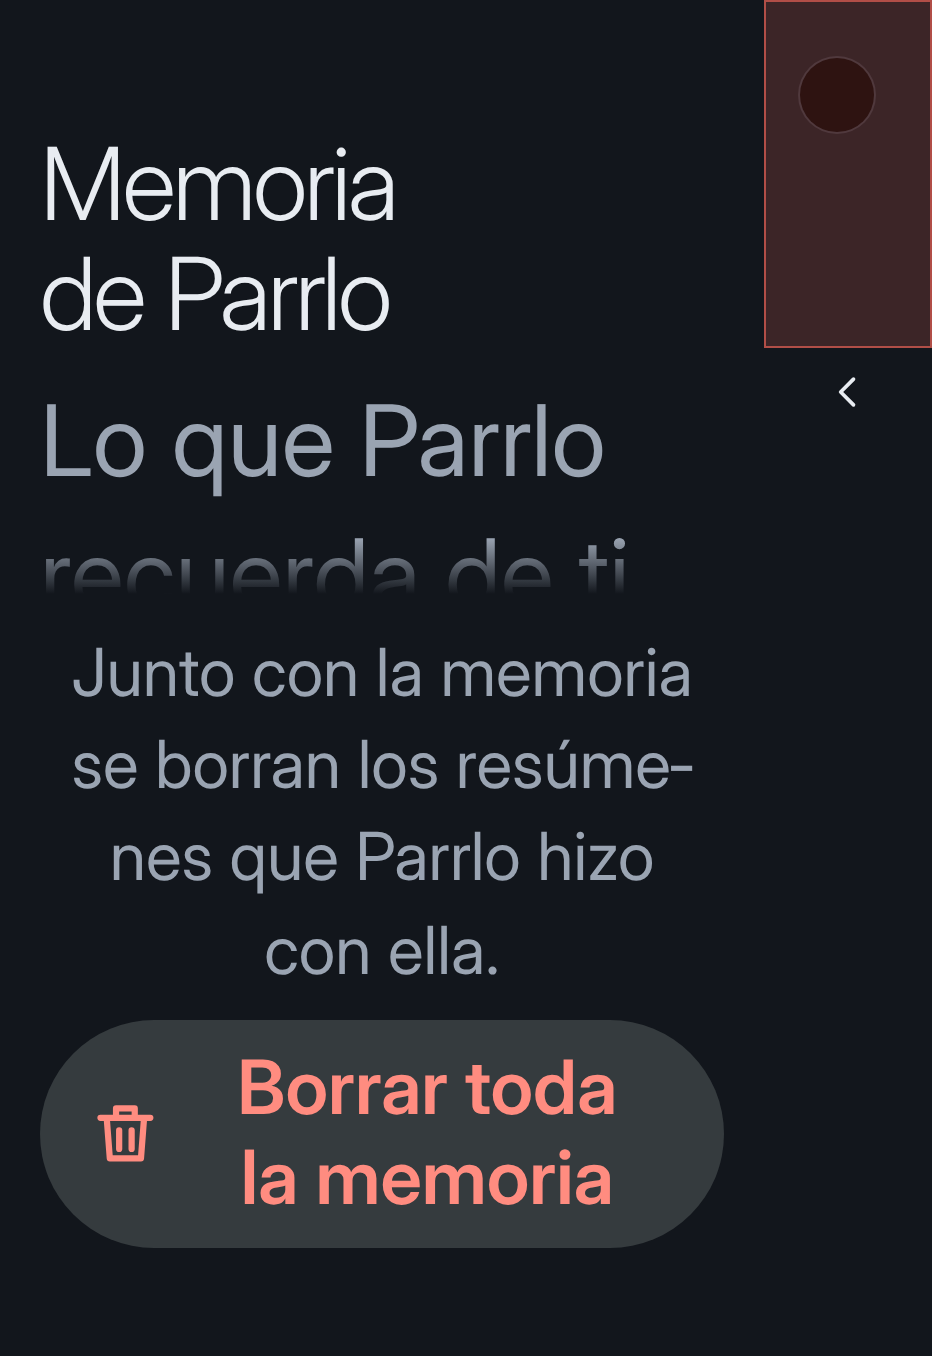 Memoria
de Parrlo
Lo que Parrlo
recuerda de ti
Junto con la memoria
se borran los resúme-
nes que Parrlo hizo
con ella.
Borrar toda
la memoria